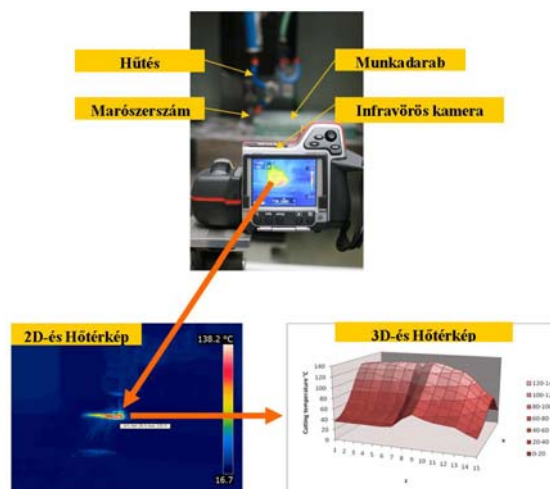 Hűtés
Munkadarab
Marószerszám
Infravörös kamera
2D-és Hőtérkép
138.2 °C
16.7
3D-és Hőtérkép
Cutting temperature °C
140
120
100
80
60
40
20
0
1 2 3 4 5 6 7 8 9 10 11 12 13 14 15
x
z
120-1
100-12
80-100
60-80
40-60
20-40
0-20